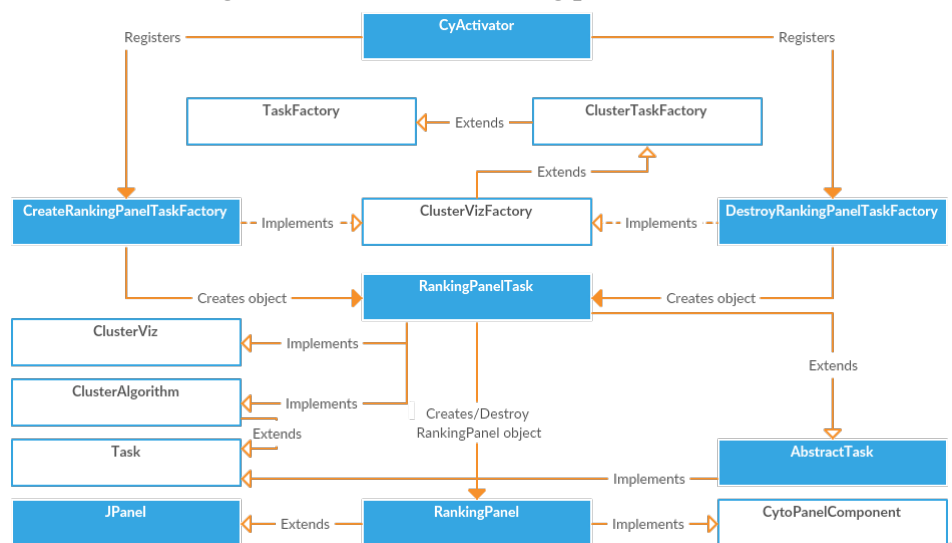 CyActivator
Registers
Registers
TaskFactory
Extends
ClusterTaskFactory
Extends
CreateRankingPanelTaskFactory
Implements
ClusterVizFactory
Implements
DestroyRankingPanelTaskFactory
RankingPanelTask
Creates object
Creates object
ClusterViz
Implements
Extends
ClusterAlgorithm
Implements
Creates/Destroy
RankingPanel object
Extends
Task
AbstractTask
Implements
JPanel
Extends
RankingPanel
Implements
CytoPanelComponent